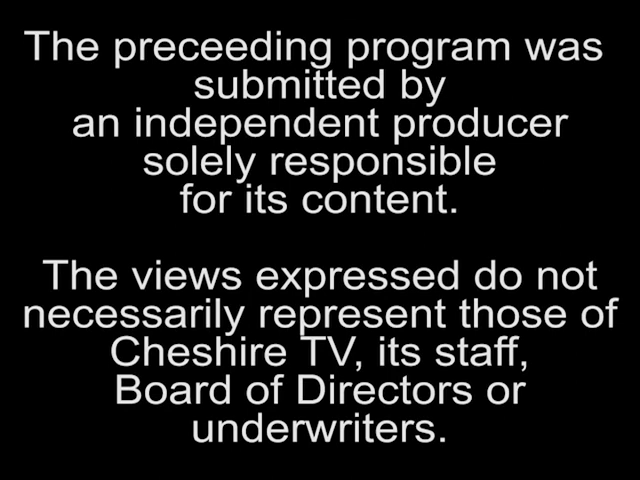 The preceeding program was
submitted by
an independent producer
solely responsible
for its content.
The views expressed do not
necessarily represent those of
Cheshire TV, its staff,
Board of Directors or
underwriters.